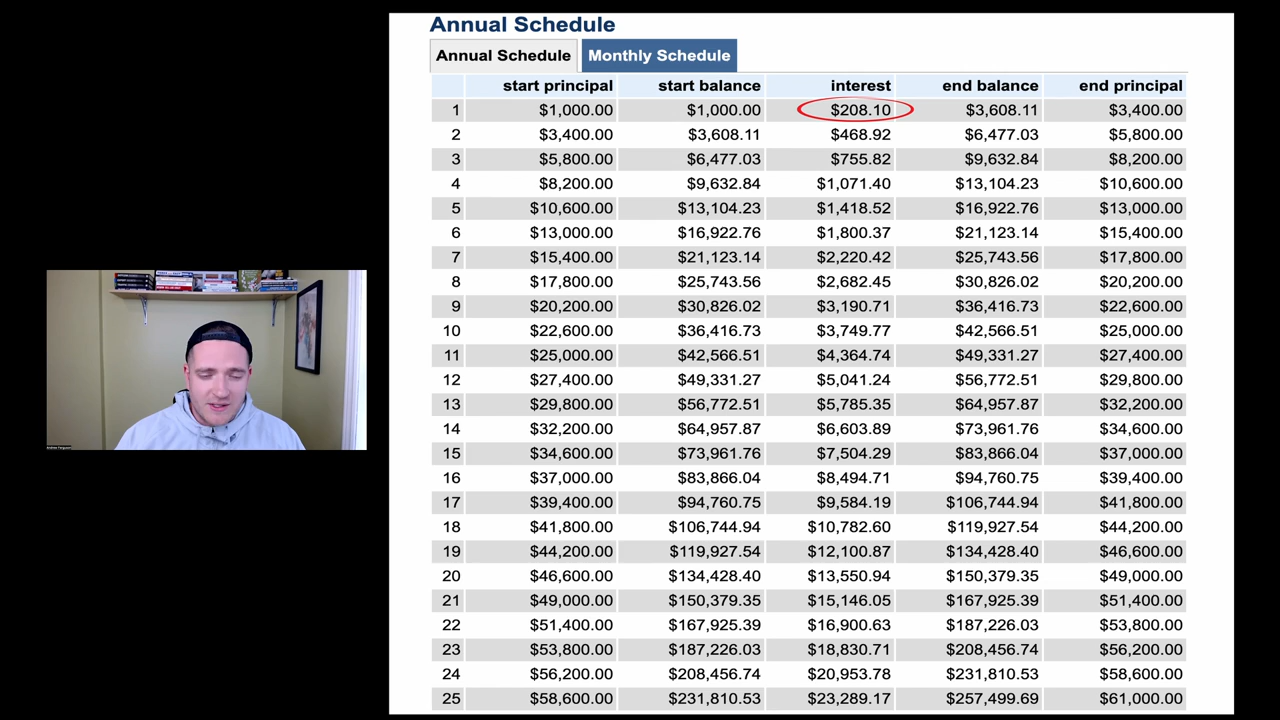 Annual Schedule
Annual Schedule Monthly Schedule
start principal start balance interest end balance end principal
1 $1,000.00 $1,000.00 $208.10 $3,608.11 $3,400.00
2 $3,400.00 $3,608.11 $468.92 $6,477.03 $5,800.00
3 $5,800.00 $6,477.03 $755.82 $9,632.84 $8,200.00
4 $8,200.00 $9,632.84 $1,071.40 $13,104.23 $10,600.00
5 $10,600.00 $13,104.23 $1,418.52 $16,922.76 $13,000.00
6 $13,000.00 $16,922.76 $1,800.37 $21,123.14 $15,400.00
7 $15,400.00 $21,123.14 $2,220.42 $25,743.56 $17,800.00
8 $17,800.00 $25,743.56 $2,682.45 $30,826.02 $20,200.00
9 $20,200.00 $30,826.02 $3,190.71 $36,416.73 $22,600.00
10 $22,600.00 $36,416.73 $3,749.77 $42,566.51 $25,000.00
11 $25,000.00 $42,566.51 $4,364.74 $49,331.27 $27,400.00
12 $27,400.00 $49,331.27 $5,041.24 $56,772.51 $29,800.00
13 $29,800.00 $56,772.51 $5,785.35 $64,957.87 $32,200.00
14 $32,200.00 $64,957.87 $6,603.89 $73,961.76 $34,600.00
15 $34,600.00 $73,961.76 $7,504.29 $83,866.04 $37,000.00
16 $37,000.00 $83,866.04 $8,494.71 $94,760.75 $39,400.00
17 $39,400.00 $94,760.75 $9,584.19 $106,744.94 $41,800.00
18 $41,800.00 $106,744.94 $10,782.60 $119,927.54 $44,200.00
19 $44,200.00 $119,927.54 $12,100.87 $134,428.40 $46,600.00
20 $46,600.00 $134,428.40 $13,550.94 $150,379.35 $49,000.00
21 $49,000.00 $150,379.35 $15,146.05 $167,925.39 $51,400.00
22 $51,400.00 $167,925.39 $16,900.63 $187,226.03 $53,800.00
23 $53,800.00 $187,226.03 $18,830.71 $208,456.74 $56,200.00
24 $56,200.00 $208,456.74 $20,953.78 $231,810.53 $58,600.00
25 $58,600.00 $231,810.53 $23,289.17 $257,499.69 $61,000.00